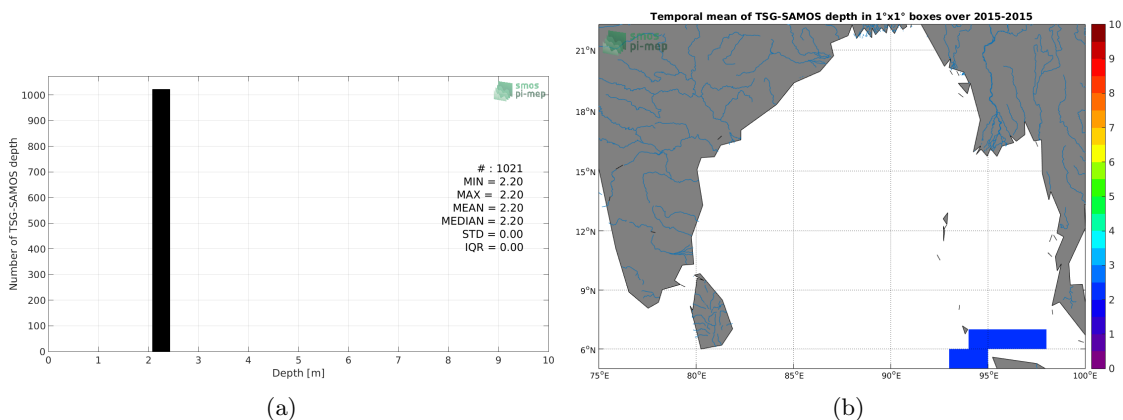 smos
pi-mep
1000
900
800
700
600
500
400
300
200
100
0
Number of TSG-SAMOS depth
# : 1021
MIN = 2.20
MAX = 2.20
MEAN = 2.20
MEDIAN = 2.20
STD = 0.00
IQR = 0.00
0 1 2 3 4 5 6 7 8 9 10
Depth [m]
(a)
Temporal mean of TSG-SAMOS depth in 1°x1° boxes over 2015-2015
smos
pi-mep
21°N
18°N
15°N
12°N
9°N
6°N
75°E 80°E 85°E 90°E 95°E 100°E
10
9
8
7
6
5
4
3
2
1
0
(b)